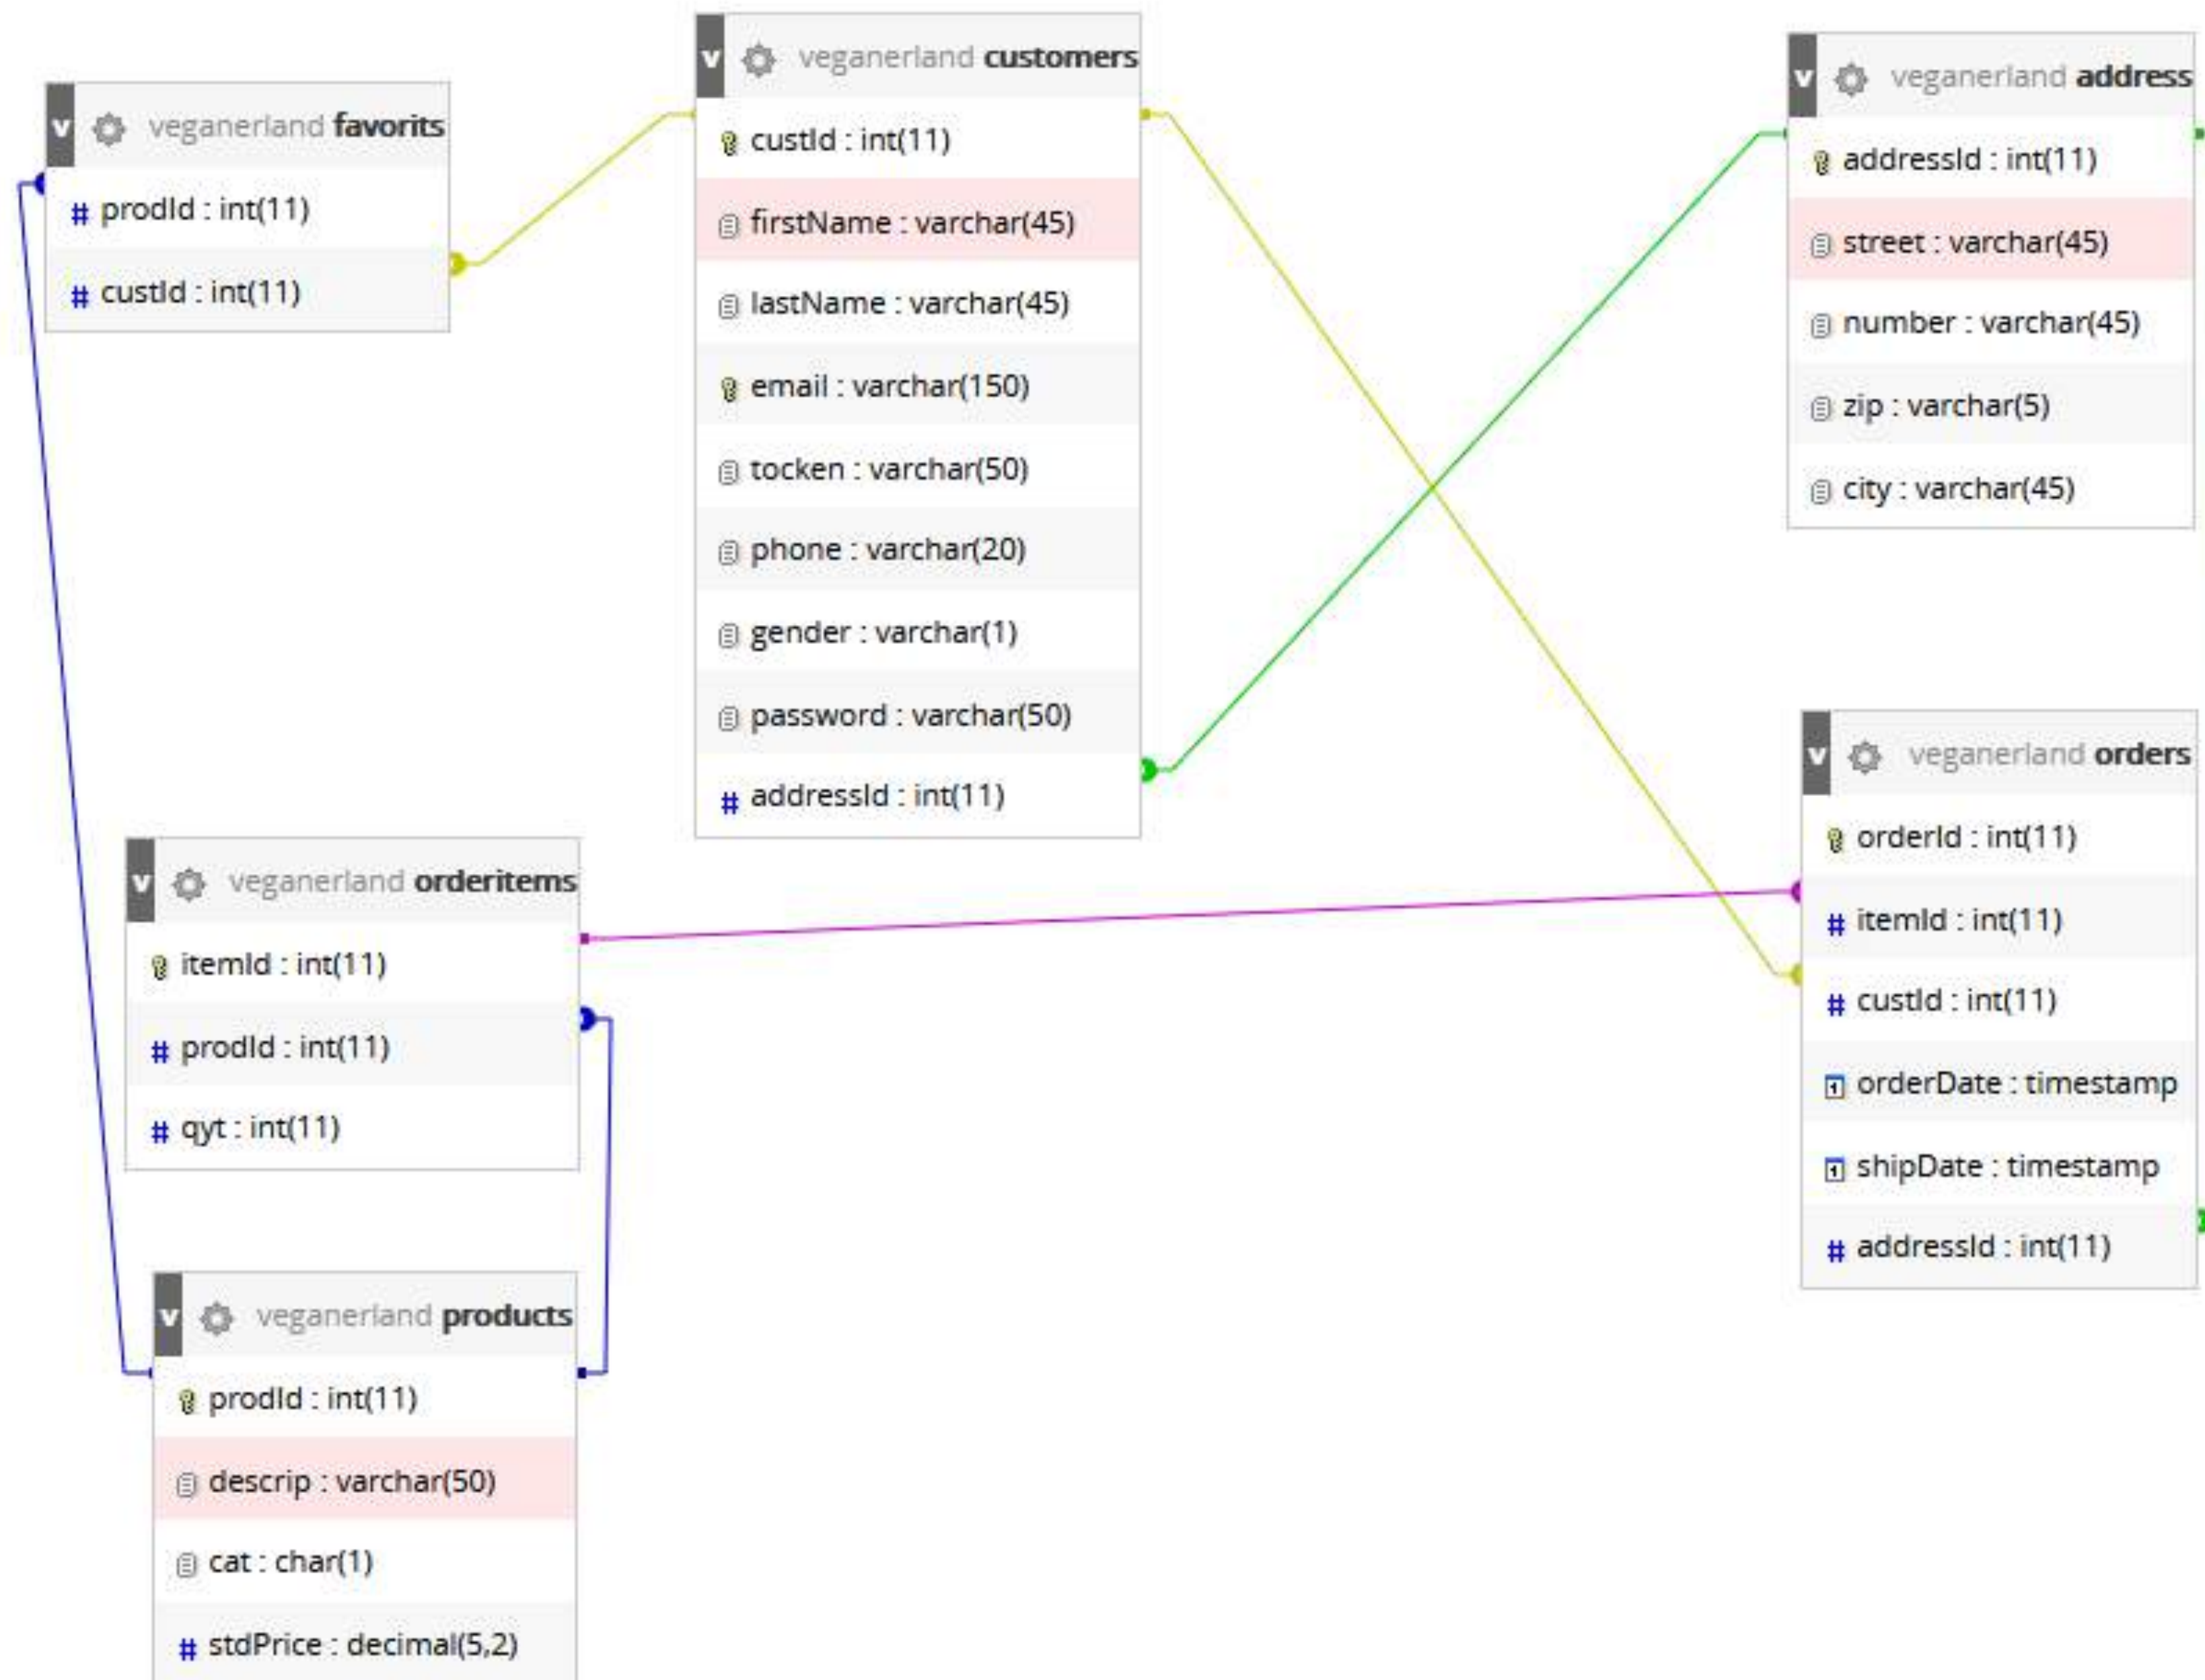 veganerland favorits
prodId : int(11)
custId : int(11)
veganerland customers
custId : int(11)
firstName : varchar(45)
lastName : varchar(45)
email : varchar(150)
tocken : varchar(50)
phone : varchar(20)
gender : varchar(1)
password : varchar(50)
addressId : int(11)
veganerland address
addressId : int(11)
street : varchar(45)
number : varchar(45)
zip : varchar(5)
city : varchar(45)
veganerland orderitems
itemId : int(11)
prodId : int(11)
qyt : int(11)
veganerland orders
orderId : int(11)
itemId : int(11)
custId : int(11)
orderDate : timestamp
shipDate : timestamp
addressId : int(11)
veganerland products
prodId : int(11)
descrip : varchar(50)
cat : char(1)
stdPrice : decimal(5,2)